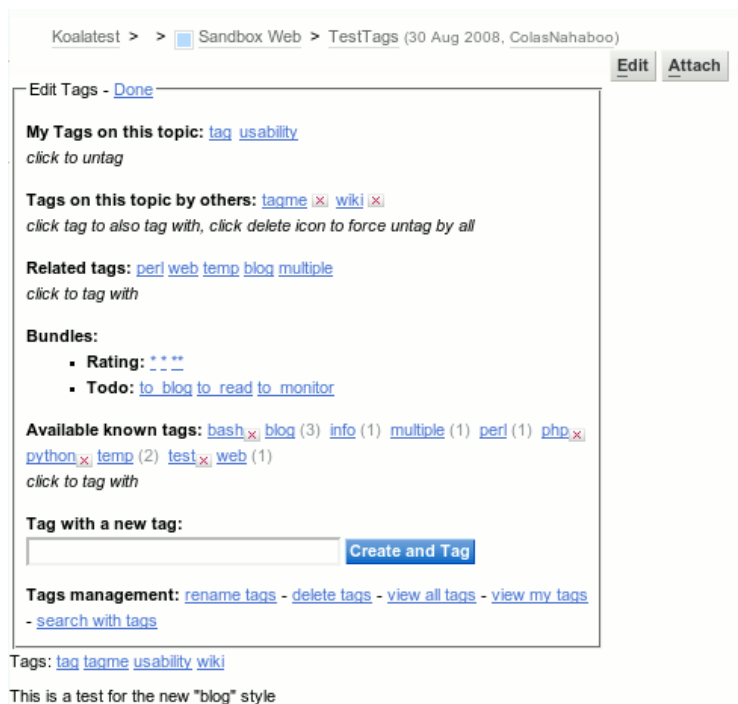 Koalatest > > Sandbox Web > TestTags (30 Aug 2008, ColasNahaboo)
Edit Attach
Edit Tags - Done
My Tags on this topic: tag usability
click to untag
Tags on this topic by others: tagme wiki
click tag to also tag with, click delete icon to force untag by all
Related tags: perl web temp blog multiple
click to tag with
Bundles:
▪ Rating: * * **
▪ Todo: to_blog to_read to_monitor
Available known tags: bash blog (3) info (1) multiple (1) perl (1) php
python temp (2) test web (1)
click to tag with
Tag with a new tag:
Create and Tag
Tags management: rename tags - delete tags - view all tags - view my tags
- search with tags
Tags: tag tagme usability wiki
This is a test for the new "blog" style